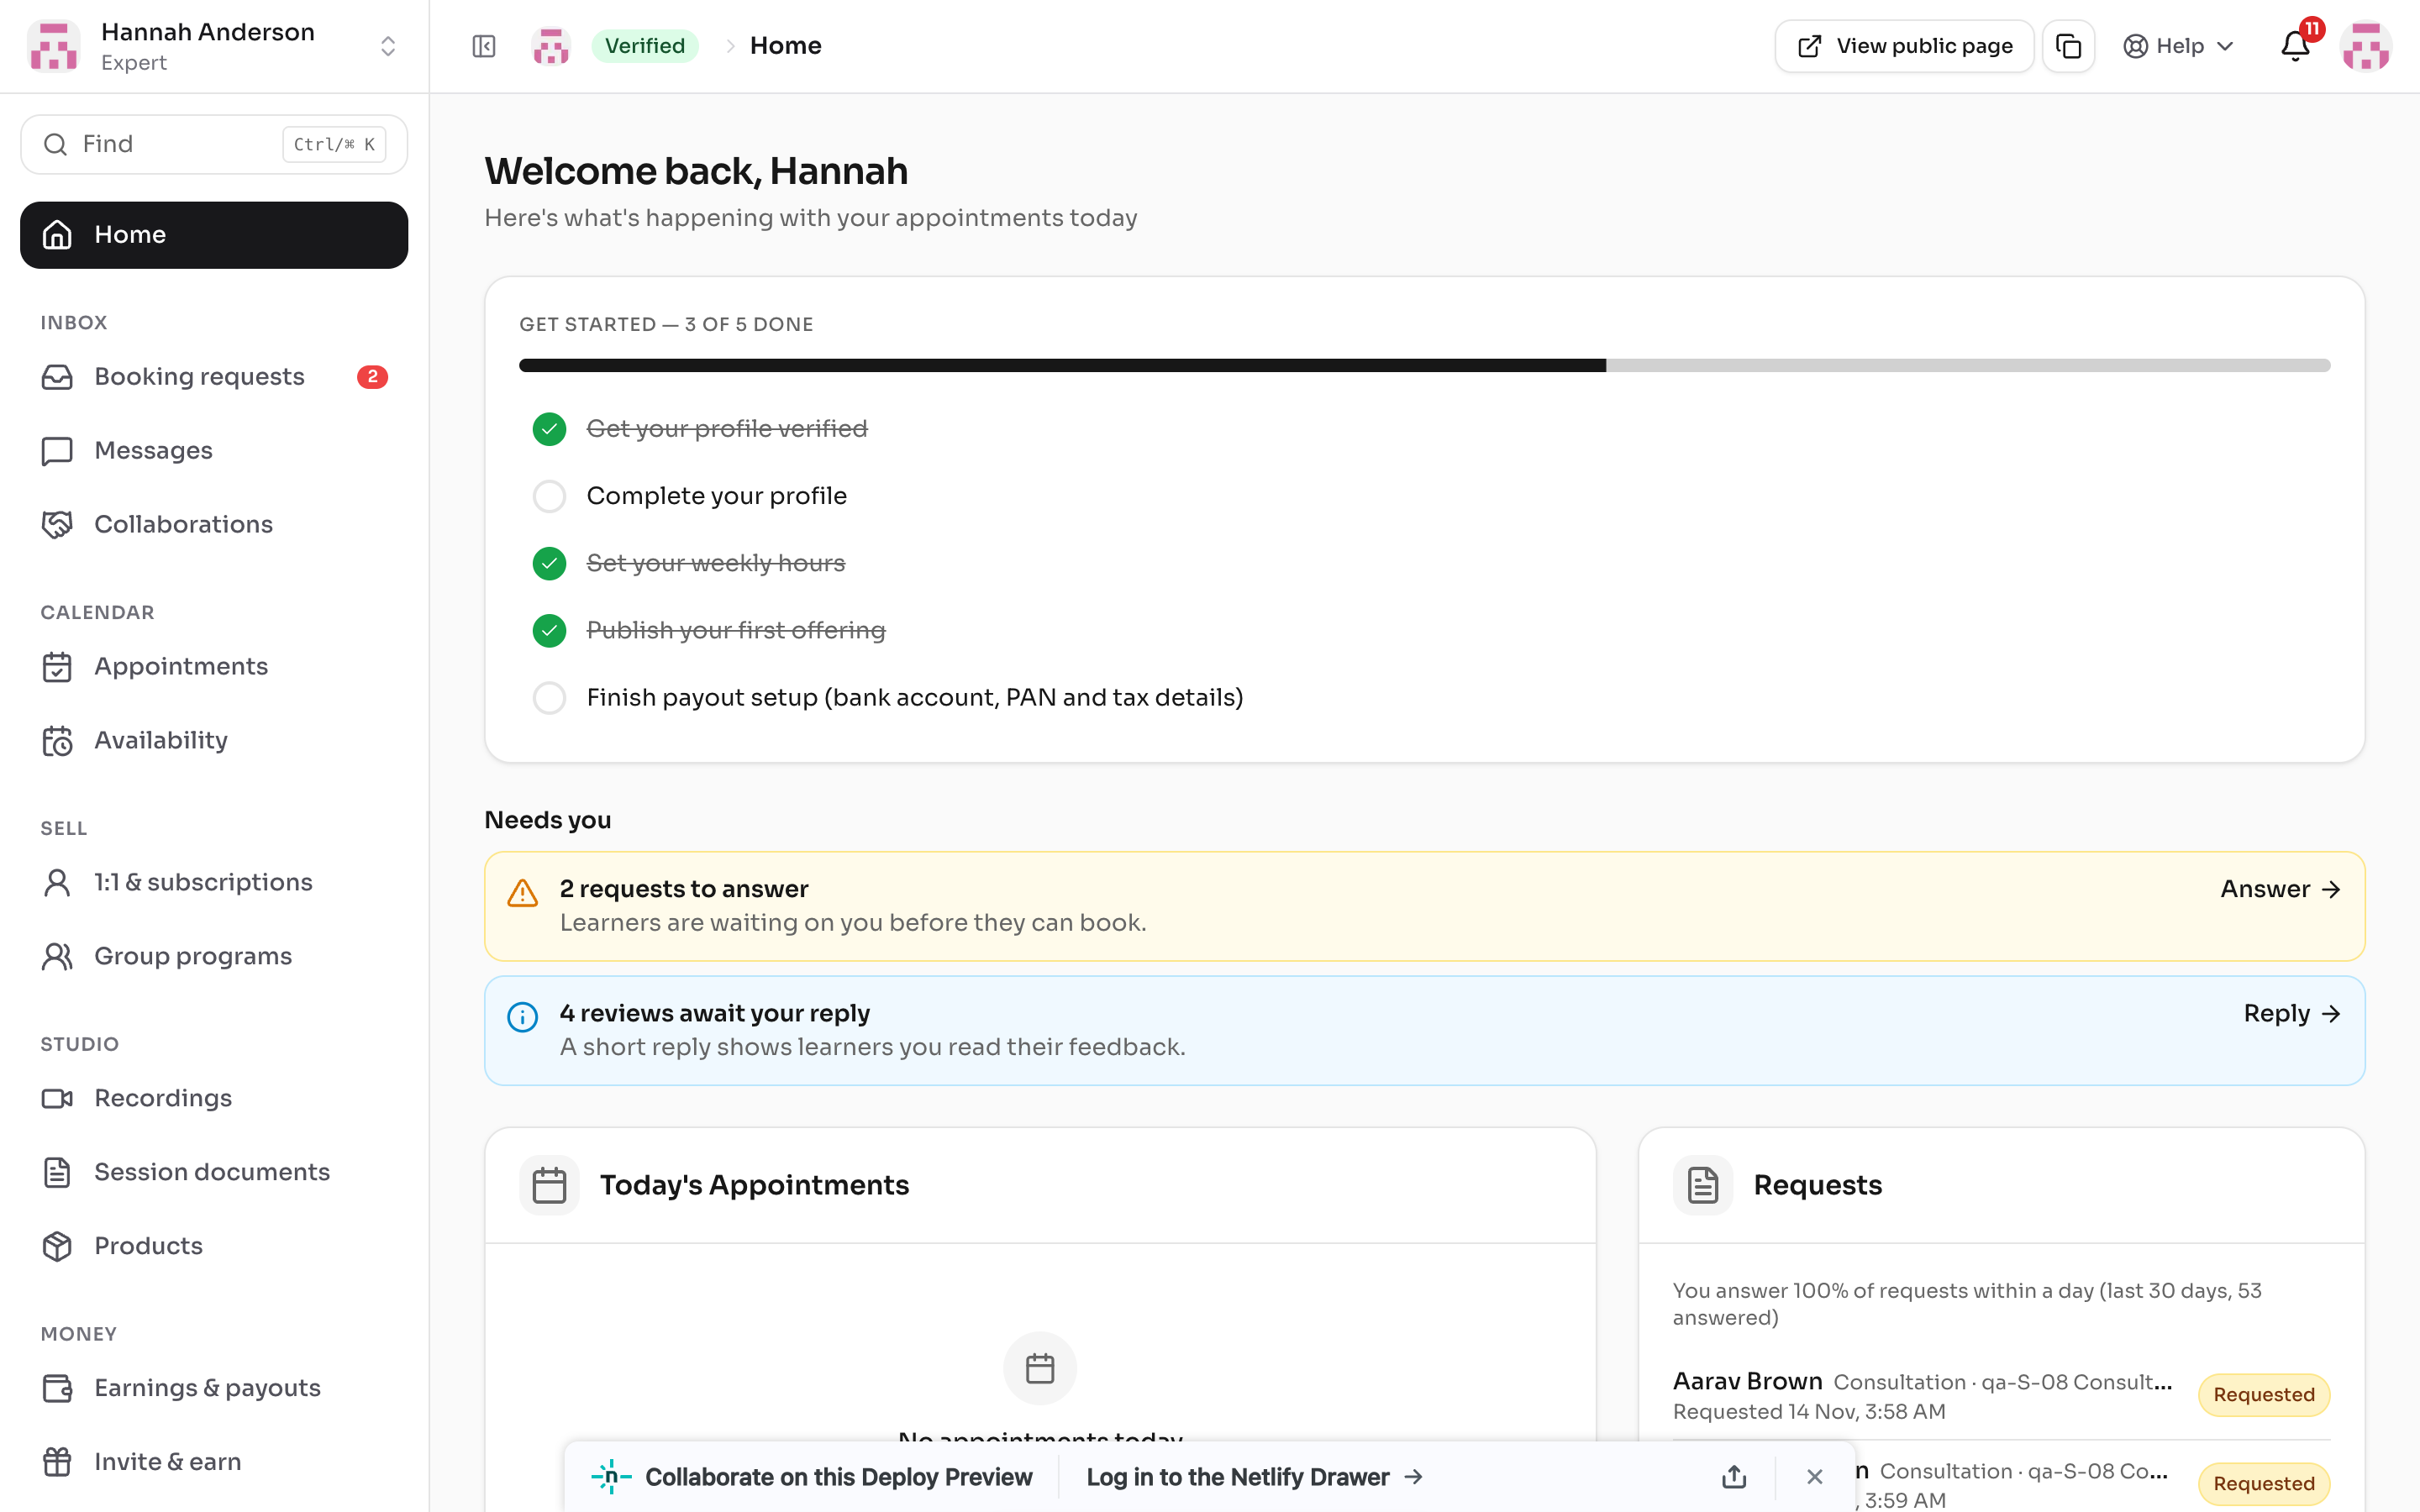 Hannah Anderson
Expert
Verified
Home
View public page
Help
11
Find
Ctrl/⌘ K
Home
INBOX
Booking requests
2
Messages
Collaborations
CALENDAR
Appointments
Availability
SELL
1:1 & subscriptions
Group programs
STUDIO
Recordings
Session documents
Products
MONEY
Earnings & payouts
Invite & earn
Welcome back, Hannah
Here's what's happening with your appointments today
GET STARTED — 3 OF 5 DONE
Get your profile verified
Complete your profile
Set your weekly hours
Publish your first offering
Finish payout setup (bank account, PAN and tax details)
Needs you
2 requests to answer
Learners are waiting on you before they can book.
Answer
4 reviews await your reply
A short reply shows learners you read their feedback.
Reply
Today's Appointments
No appointments today
Requests
You answer 100% of requests within a day (last 30 days, 53
answered)
Aarav Brown Consultation · qa-S-08 Consult...
Requested 14 Nov, 3:58 AM
Requested
n Consultation · qa-S-08 Co...
, 3:59 AM
Requested
Collaborate on this Deploy Preview
Log in to the Netlify Drawer